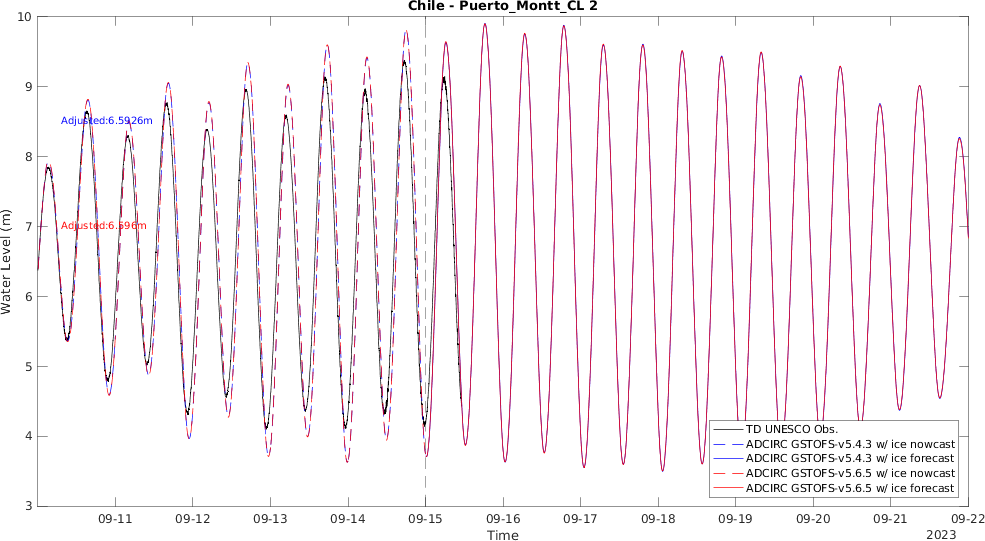 Chile - Puerto_Montt_CL 2
10
9
8
7
6
5
4
3
Water Level (m)
Adjusted:6.5926m
Adjusted:6.596m
TD UNESCO Obs.
ADCIRC GSTOFS-v5.4.3 w/ ice nowcast
ADCIRC GSTOFS-v5.4.3 w/ ice forecast
ADCIRC GSTOFS-v5.6.5 w/ ice nowcast
ADCIRC GSTOFS-v5.6.5 w/ ice forecast
09-11 09-12 09-13 09-14 09-15 09-16 09-17 09-18 09-19 09-20 09-21 09-22
Time
2023